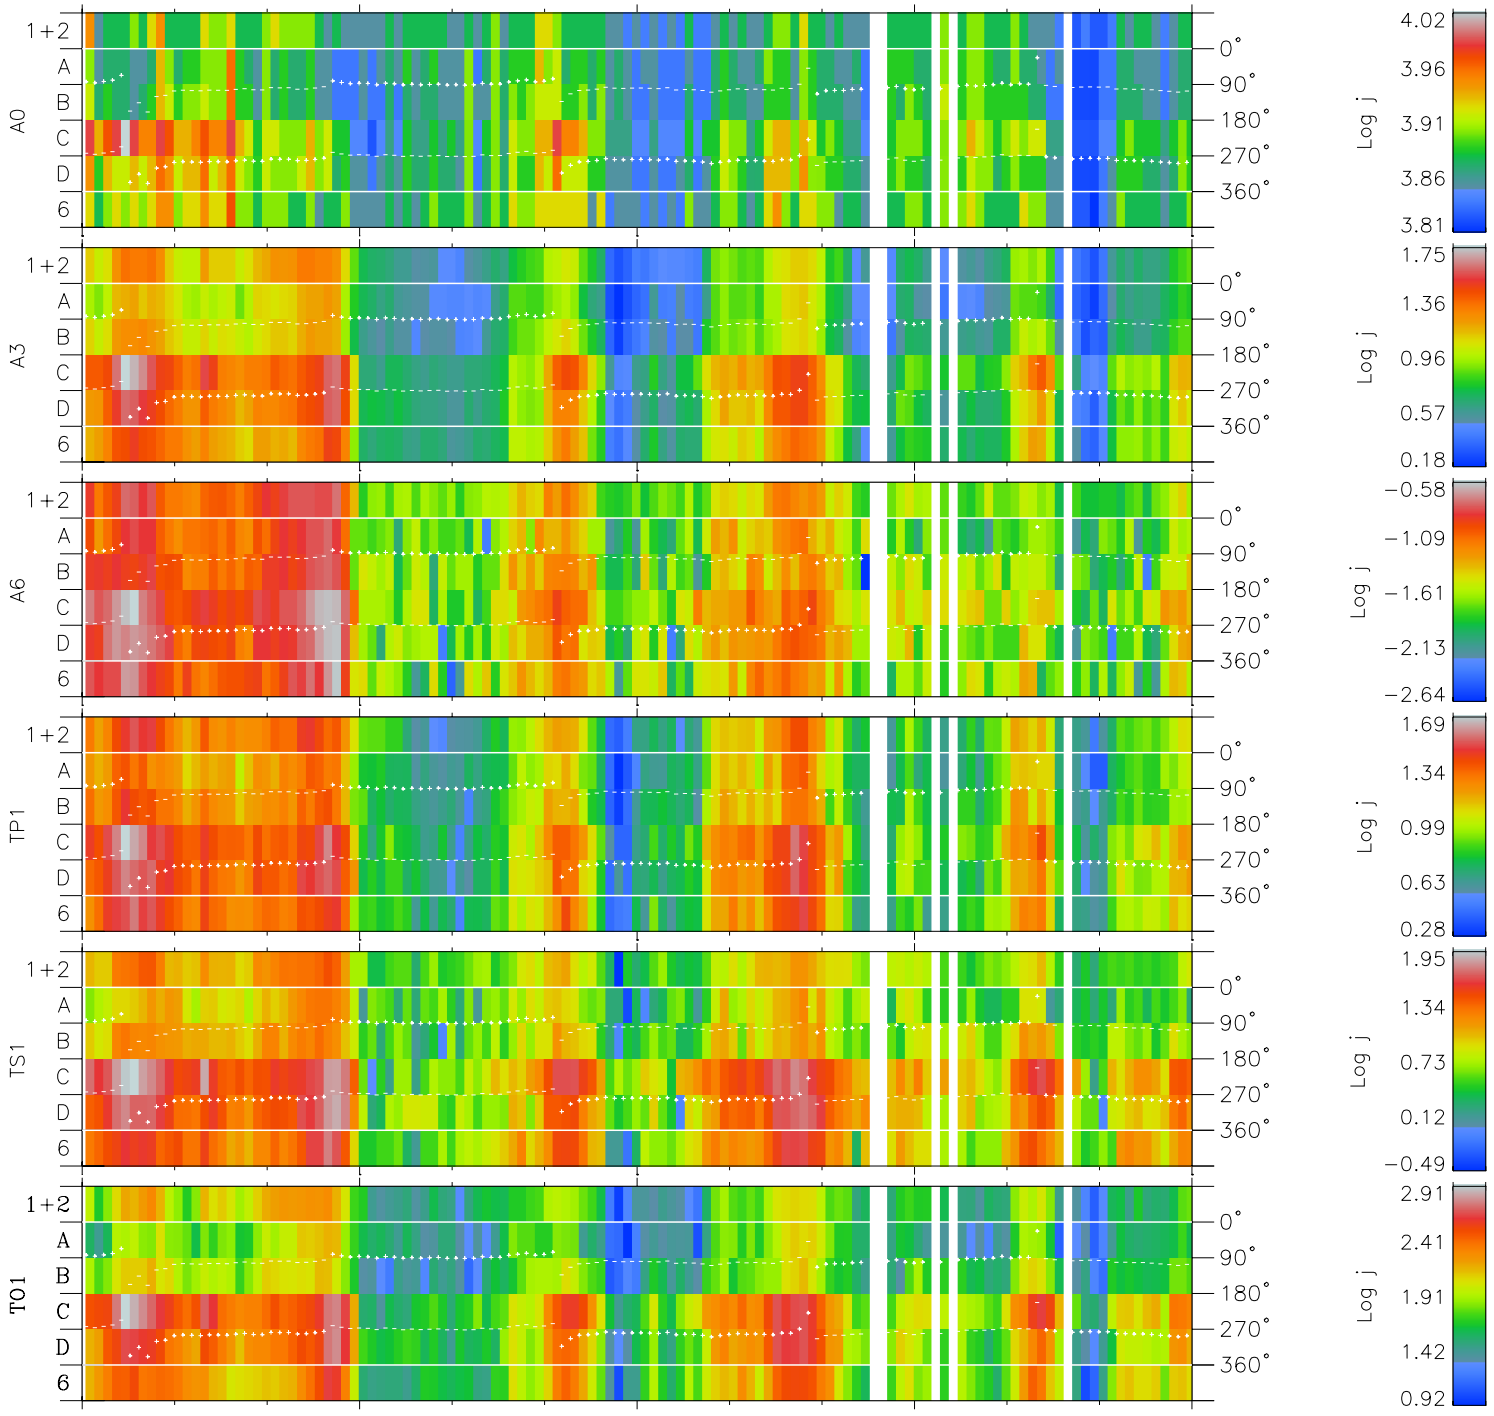 1+2
A
B
C
D
6
A0
0°
90°
180°
270°
360°
Log j
4.02
3.96
3.91
3.86
3.81
1+2
A
B
C
D
6
A3
0°
90°
180°
270°
360°
Log j
1.75
1.36
0.96
0.57
0.18
1+2
A
B
C
D
6
A6
0°
90°
180°
270°
360°
Log j
−0.58
−1.09
−1.61
−2.13
−2.64
1+2
A
B
C
D
6
TP1
0°
90°
180°
270°
360°
Log j
1.69
1.34
0.99
0.63
0.28
1+2
A
B
C
D
6
TS1
0°
90°
180°
270°
360°
Log j
1.95
1.34
0.73
0.12
−0.49
1+2
A
B
C
D
6
TO1
0°
90°
180°
270°
360°
Log j
2.91
2.41
1.91
1.42
0.92